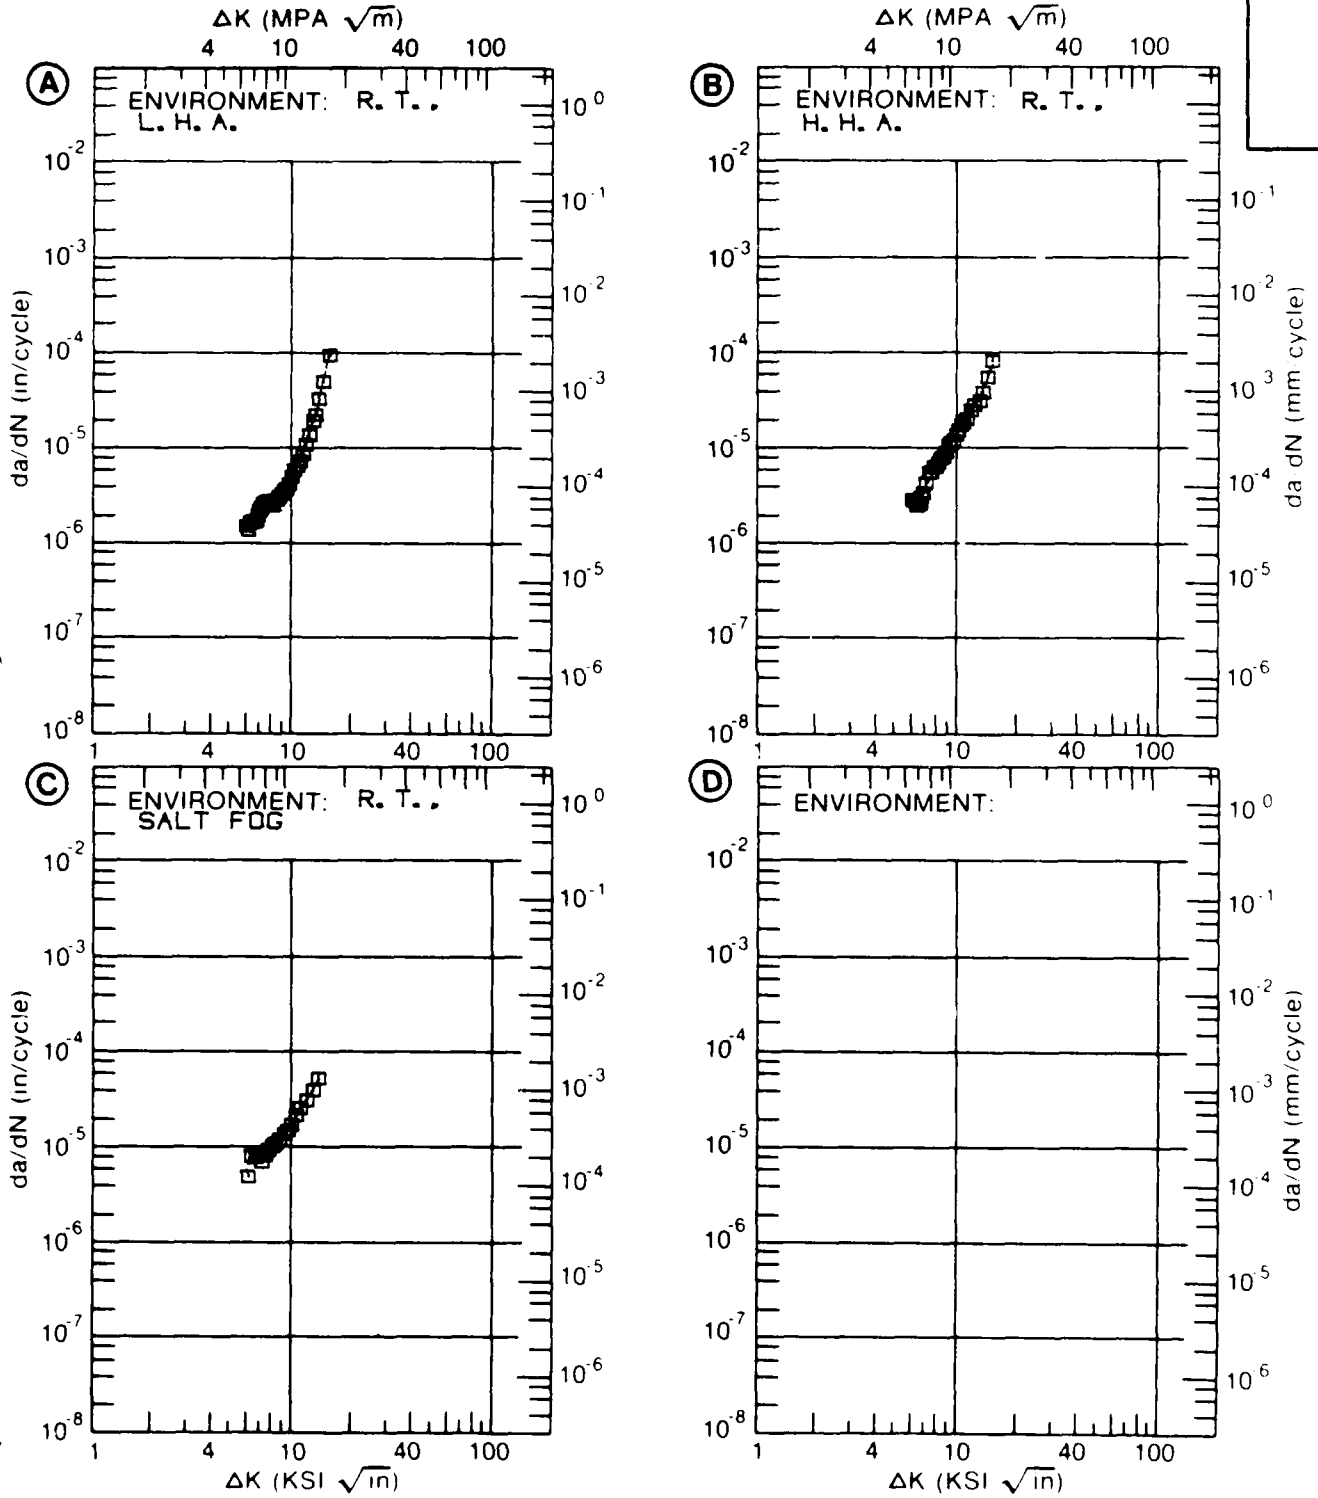 ΔK (MPA √m)
4 10 40 100
A
ENVIRONMENT: R. T.,
L. H. A.
10⁰
10⁻¹
10⁻²
10⁻³
10⁻⁴
10⁻⁵
10⁻⁶
da/dN (in/cycle)
10⁻²
10⁻³
10⁻⁴
10⁻⁵
10⁻⁶
10⁻⁷
10⁻⁸
1 4 10 40 100
ΔK (MPA √m)
4 10 40 100
B
ENVIRONMENT: R. T.,
H. H. A.
10⁻²
10⁻³
10⁻⁴
10⁻⁵
10⁻⁶
10⁻⁷
10⁻⁸
10⁻¹
10⁻²
10⁻³
10⁻⁴
10⁻⁵
10⁻⁶
da dN (mm cycle)
1 4 10 40 100
C
ENVIRONMENT: R. T.,
SALT FOG
10⁰
10⁻¹
10⁻²
10⁻³
10⁻⁴
10⁻⁵
10⁻⁶
da/dN (in/cycle)
10⁻²
10⁻³
10⁻⁴
10⁻⁵
10⁻⁶
10⁻⁷
10⁻⁸
1 4 10 40 100
ΔK (KSI √in)
D
ENVIRONMENT:
10⁻²
10⁻³
10⁻⁴
10⁻⁵
10⁻⁶
10⁻⁷
10⁻⁸
10⁰
10⁻¹
10⁻²
10⁻³
10⁻⁴
10⁻⁵
10⁻⁶
da/dN (mm/cycle)
1 4 10 40 100
ΔK (KSI √in)